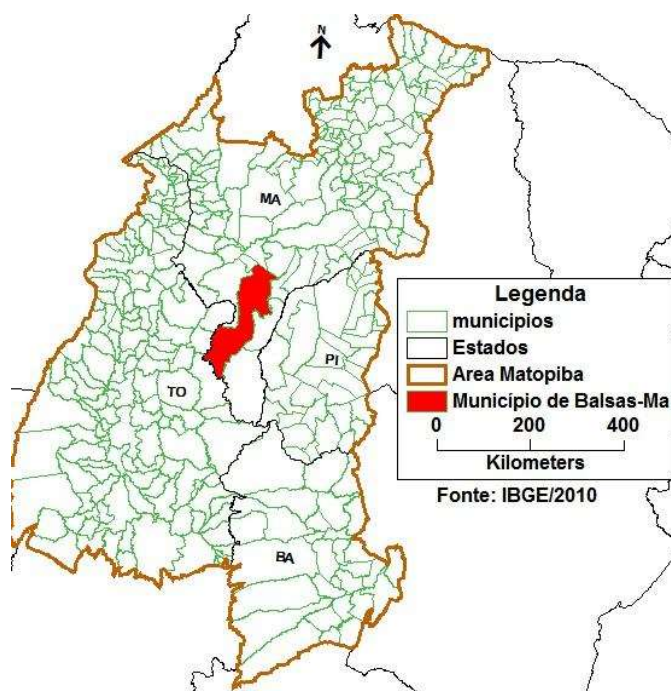 N
MA
Legenda
municipios
Estados
Area Matopiba
Município de Balsas-Ma
0 200 400
Kilometers
PI
TO
Fonte: IBGE/2010
BA